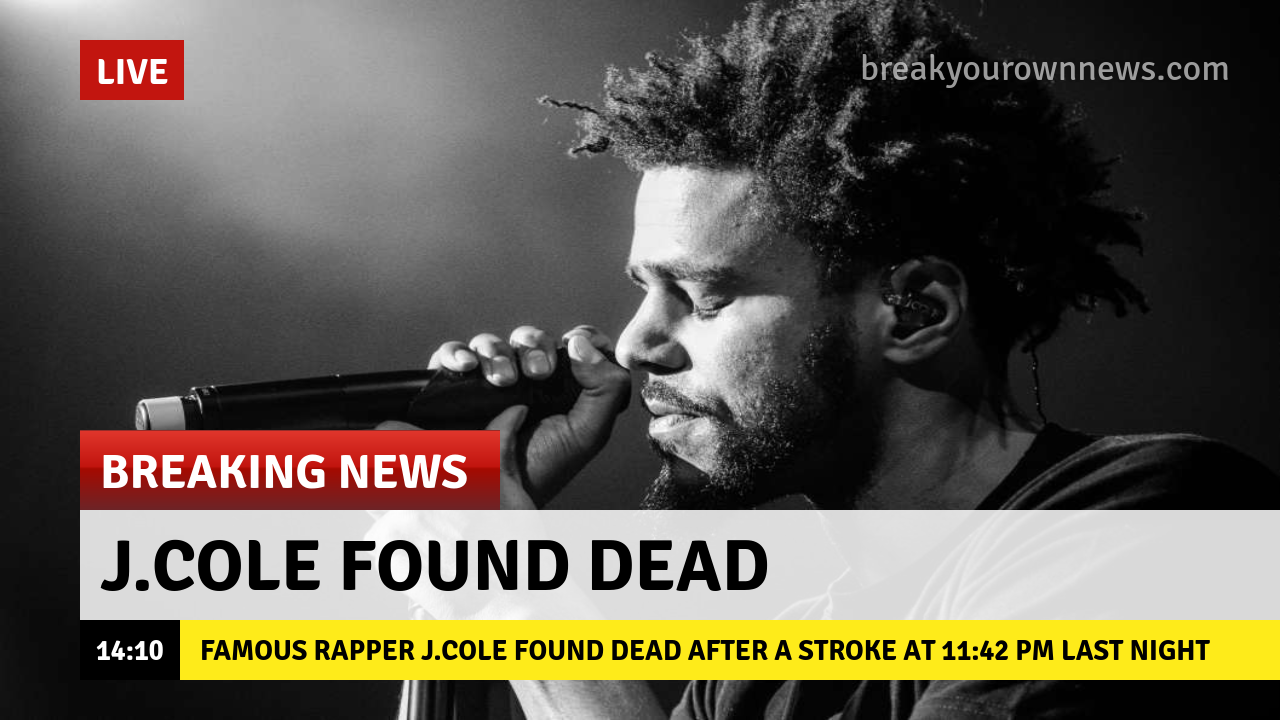 LIVE
breakyourownnews.com
BREAKING NEWS
J.COLE FOUND DEAD
14:10
FAMOUS RAPPER J.COLE FOUND DEAD AFTER A STROKE AT 11:42 PM LAST NIGHT